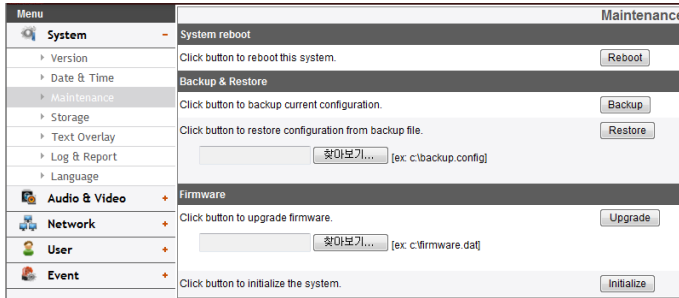 Menu
Maintenance
System -
System reboot
Version
Click button to reboot this system.
Reboot
Date & Time
Backup & Restore
Maintenance
Click button to backup current configuration.
Backup
Storage
Text Overlay
Click button to restore configuration from backup file.
Restore
Log & Report
찾아보기... [ex: c:\backup.config]
Language
Audio & Video +
Firmware
Network +
Click button to upgrade firmware.
Upgrade
User +
찾아보기... [ex: c:\firmware.dat]
Event +
Click button to initialize the system.
Initialize